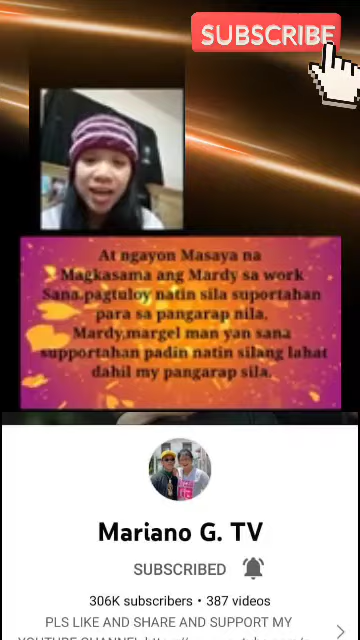 SUBSCRIBE
At ngayon Masaya na
Magkasama ang Mardy sa work
Sana.pagtuloy natin sila suportahan
para sa pangarap nila.
Mardy,margel man yan sana
supportahan padin natin silang lahat
dahil my pangarap sila.
Mariano G. TV
SUBSCRIBED
306K subscribers • 387 videos
PLS LIKE AND SHARE AND SUPPORT MY
YOUTUBE CHANNEL